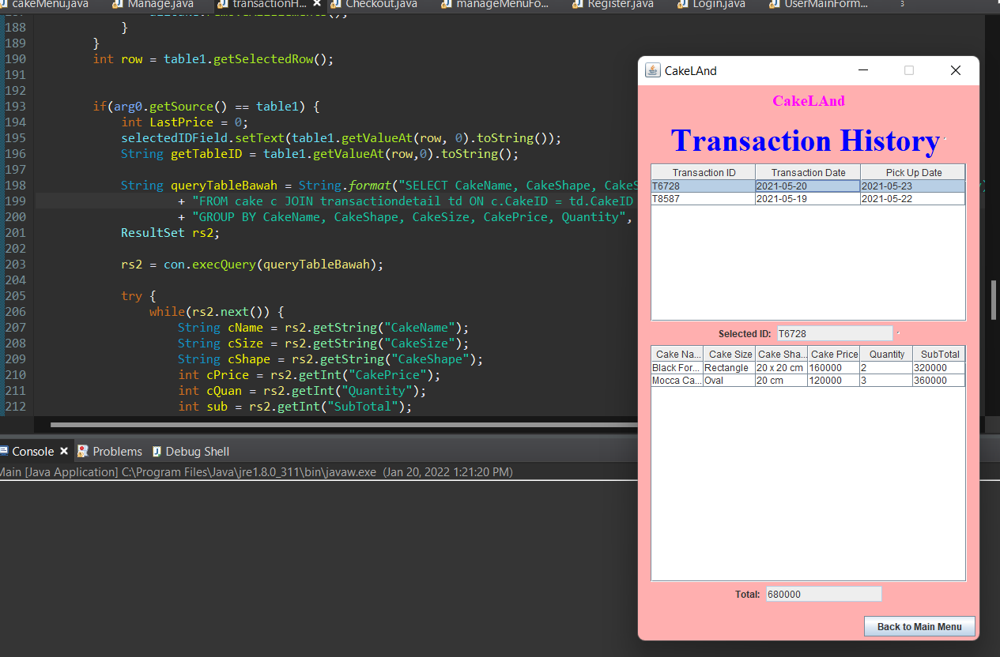 cakeMenu.java Manage.java transactionH... Checkout.java manageMenuFo... Register.java Login.java UserMainForm... 3
188 }
189 }
190 int row = table1.getSelectedRow();
191
192
193 if(arg0.getSource() == table1) {
194 int LastPrice = 0;
195 selectedIDField.setText(table1.getValueAt(row, 0).toString());
196 String getTableID = table1.getValueAt(row,0).toString();
197
198 String queryTableBawah = String.format("SELECT CakeName, CakeShape, CakeS
199 + "FROM cake c JOIN transactiondetail td ON c.CakeID = td.CakeID
200 + "GROUP BY CakeName, CakeShape, CakeSize, CakePrice, Quantity",
201 ResultSet rs2;
202
203 rs2 = con.execQuery(queryTableBawah);
204
205 try {
206 while(rs2.next()) {
207 String cName = rs2.getString("CakeName");
208 String cSize = rs2.getString("CakeSize");
209 String cShape = rs2.getString("CakeShape");
210 int cPrice = rs2.getInt("CakePrice");
211 int cQuan = rs2.getInt("Quantity");
212 int sub = rs2.getInt("SubTotal");
Console Problems Debug Shell
Main [Java Application] C:\Program Files\Java\jre1.8.0_311\bin\javaw.exe (Jan 20, 2022 1:21:20 PM)
CakeLAnd
CakeLAnd
Transaction History
Transaction ID Transaction Date Pick Up Date
T6728 2021-05-20 2021-05-23
T8587 2021-05-19 2021-05-22
Selected ID: T6728
Cake Na... Cake Size Cake Sha... Cake Price Quantity SubTotal
Black For... Rectangle 20 x 20 cm 160000 2 320000
Mocca Ca... Oval 20 cm 120000 3 360000
Total: 680000
Back to Main Menu